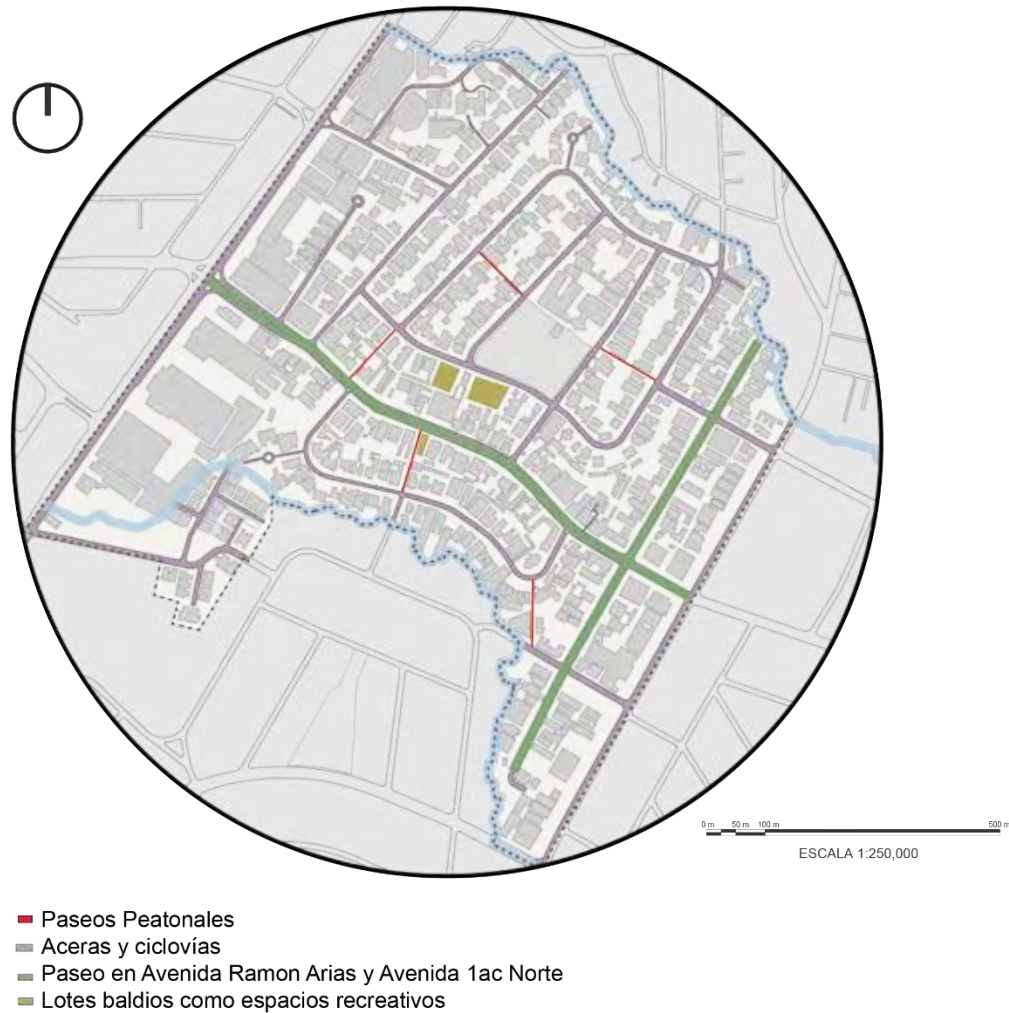 0 m 50 m 100 m 500 m
ESCALA 1:250,000
Paseos Peatonales
Aceras y ciclovías
Paseo en Avenida Ramon Arias y Avenida 1ac Norte
Lotes baldios como espacios recreativos